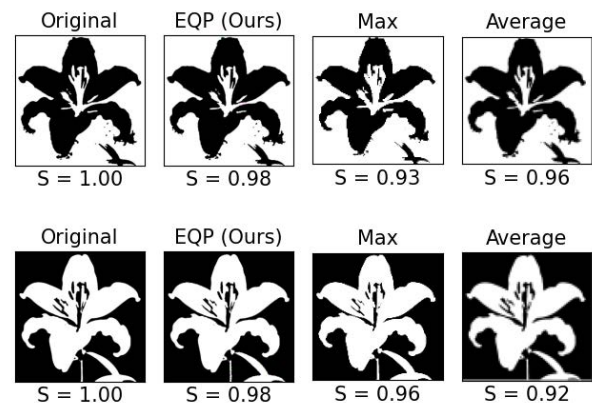 Original EQP (Ours) Max Average
S = 1.00 S = 0.98 S = 0.93 S = 0.96
Original EQP (Ours) Max Average
S = 1.00 S = 0.98 S = 0.96 S = 0.92